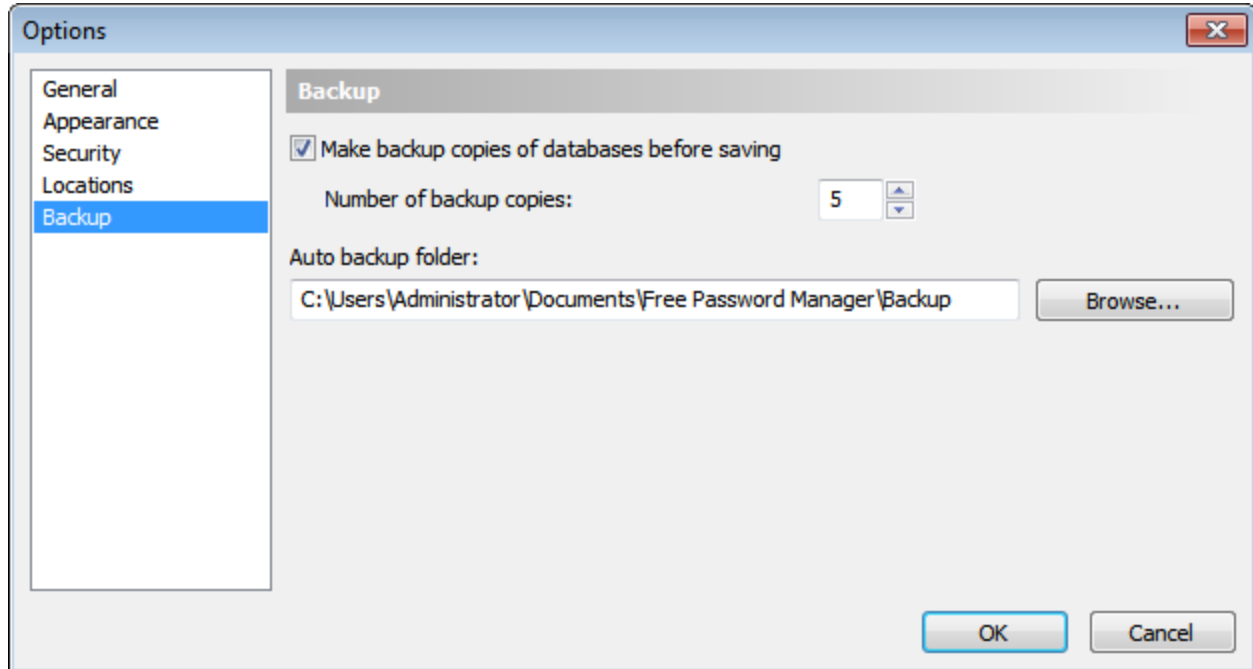 Options
General
Appearance
Security
Locations
Backup
Backup
Make backup copies of databases before saving
Number of backup copies: 5
Auto backup folder:
C:\Users\Administrator\Documents\Free Password Manager\Backup Browse...
OK Cancel